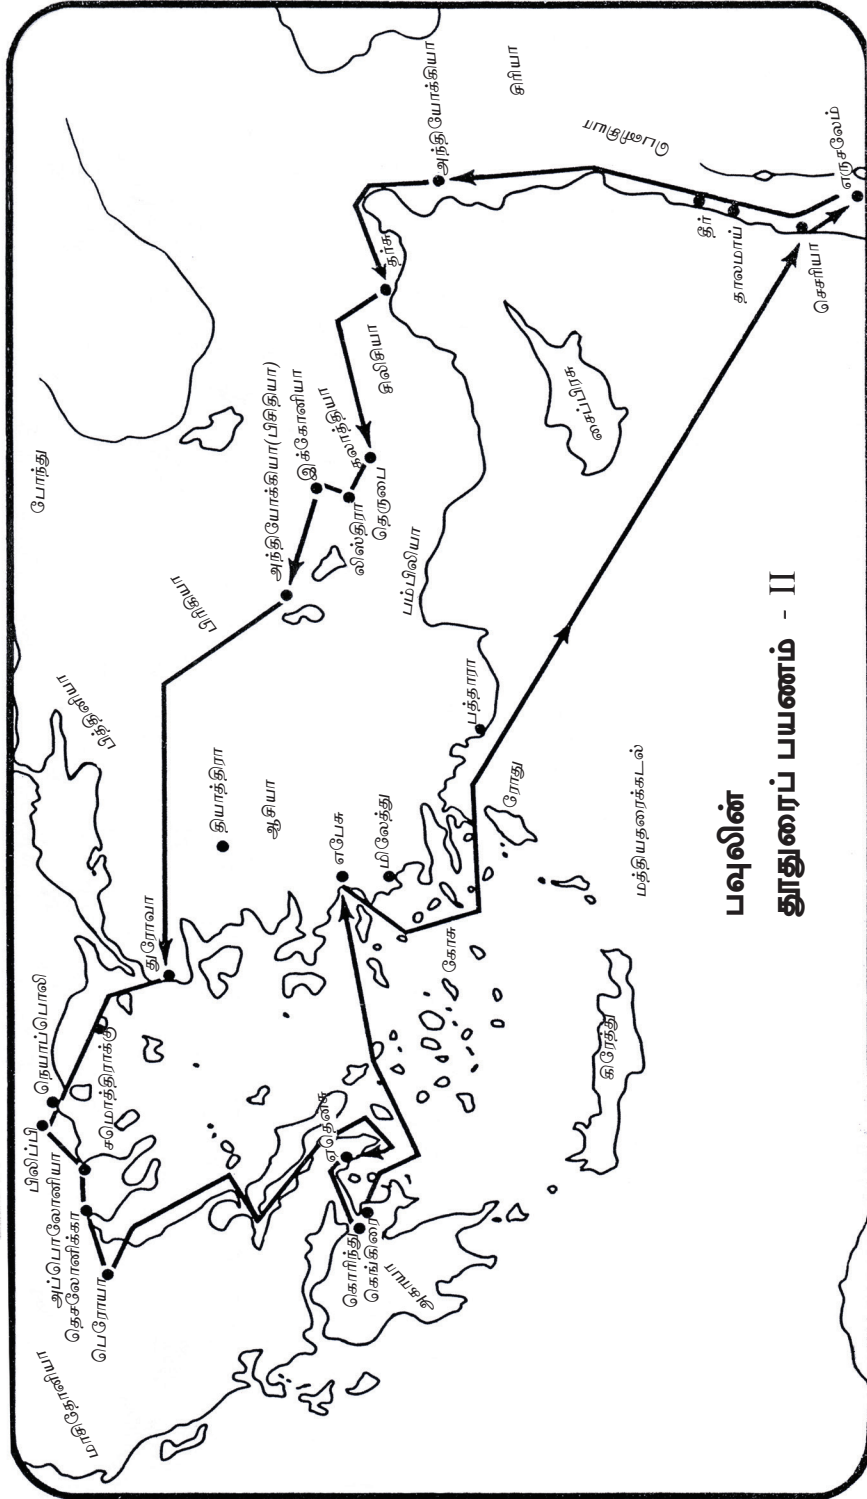 மாசிதோனியா
பிலிப்பி
நெயாப்பொலி
அப்பொலோனியா
தெசலோனிக்கா
பெரோயா
சமொத்திராக்கு
துரோவா
பித்தினியா
போந்து
பிரிகியா
தியாத்திரா
ஆசியா
அந்தியோக்கியா(பிசிதியா)
இக்கோனியா
கலாத்தியா
லிஸ்திரா
தெருபை
சிலிசியா
தர்சு
அந்தியோக்கியா
சிரியா
பெனிசியா
பம்பிலியா
ஏதென்சு
கொரிந்து
கெங்கிரை
அகாயா
எபேசு
மிலேத்து
கோசு
பத்தாரா
ரோது
கிரேத்து
மத்தியதரைக்கடல்
சைப்பிரசு
தீர்
தாலமாய்
செசரியா
எருசலேம்
பவுலின்
தூதுரைப் பயணம் - II